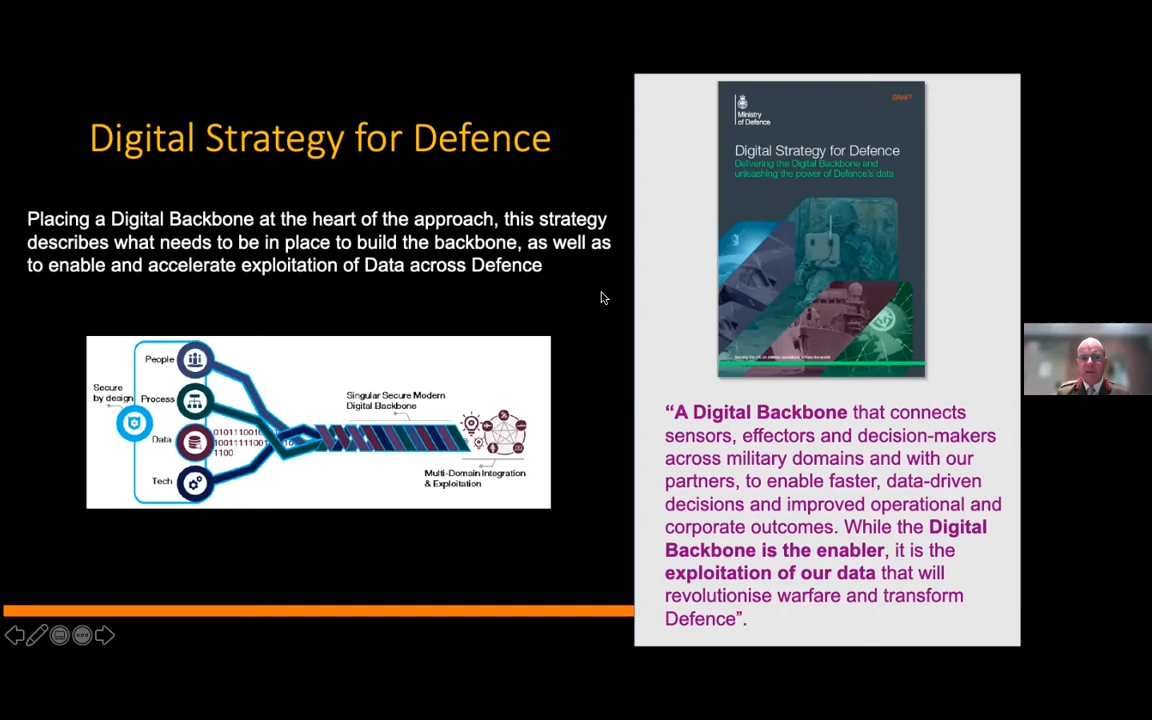 Digital Strategy for Defence
Placing a Digital Backbone at the heart of the approach, this strategy
describes what needs to be in place to build the backbone, as well as
to enable and accelerate exploitation of Data across Defence
People
Secure
by design
Process
Data
Tech
10011111001
1100
Singular Secure Modern
Digital Backbone
Multi-Domain Integration
& Exploitation
DRAFT
Ministry
of Defence
Digital Strategy for Defence
Delivering the Digital Backbone and
unleashing the power of Defence's data
“A Digital Backbone that connects
sensors, effectors and decision-makers
across military domains and with our
partners, to enable faster, data-driven
decisions and improved operational and
corporate outcomes. While the Digital
Backbone is the enabler, it is the
exploitation of our data that will
revolutionise warfare and transform
Defence”.